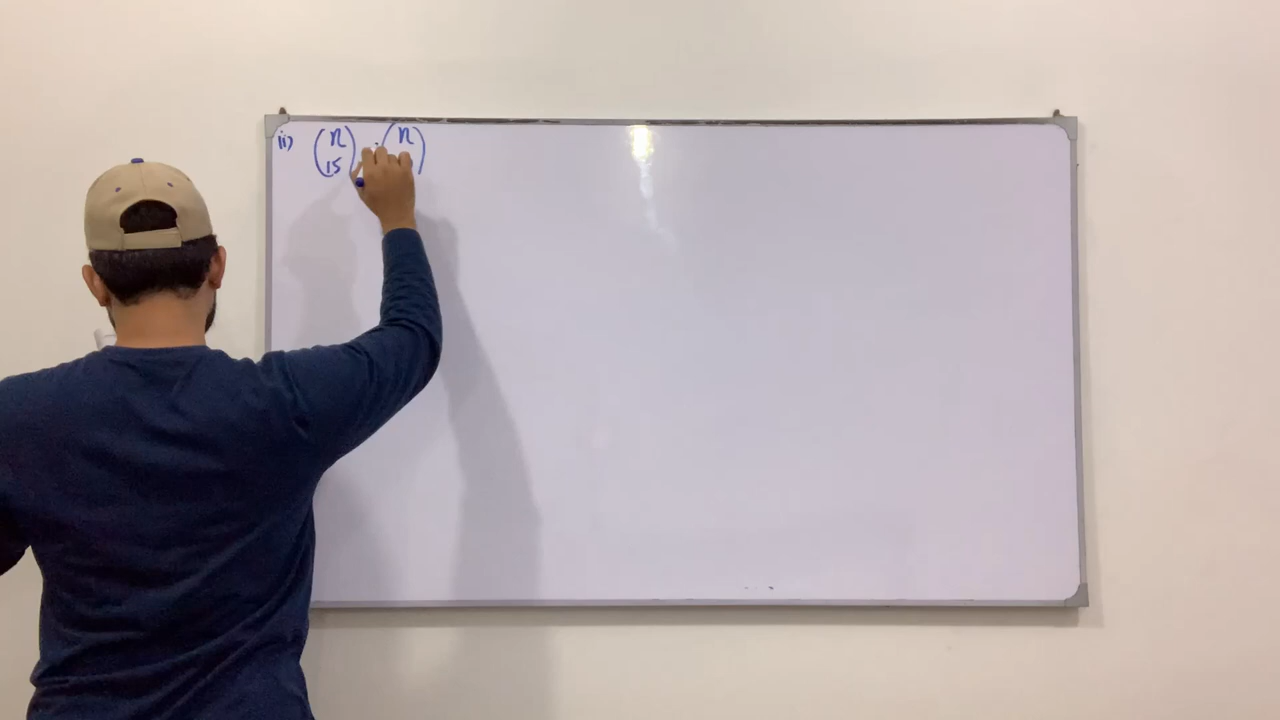 ii) (n 15) (n